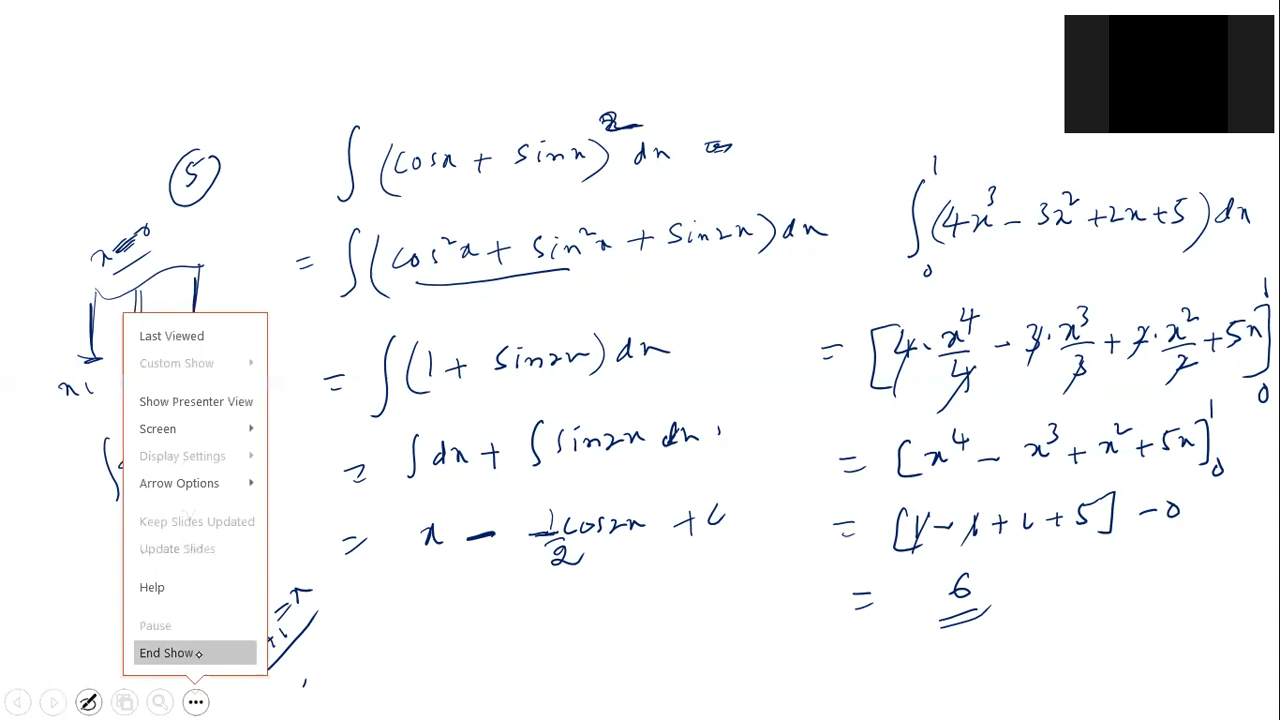 5
∫ (cosx + sinx)² dx =
= ∫ (cos²x + sin²x + sin2x) dx
= ∫ (1 + sin2x) dx
= ∫ dx + ∫ sin2x dx .
= x - 1/2 cos2x + C
∫₀¹ (4x³ - 3x² + 2x + 5) dx
= [4 · x⁴/4 - 3 · x³/3 + 2 · x²/2 + 5x]₀¹
= [x⁴ - x³ + x² + 5x]₀¹
= [1 - 1 + 1 + 5] - 0
= 6
x1
Last Viewed
Custom Show
Show Presenter View
Screen
Display Settings
Arrow Options
Keep Slides Updated
Update Slides
Help
Pause
End Show